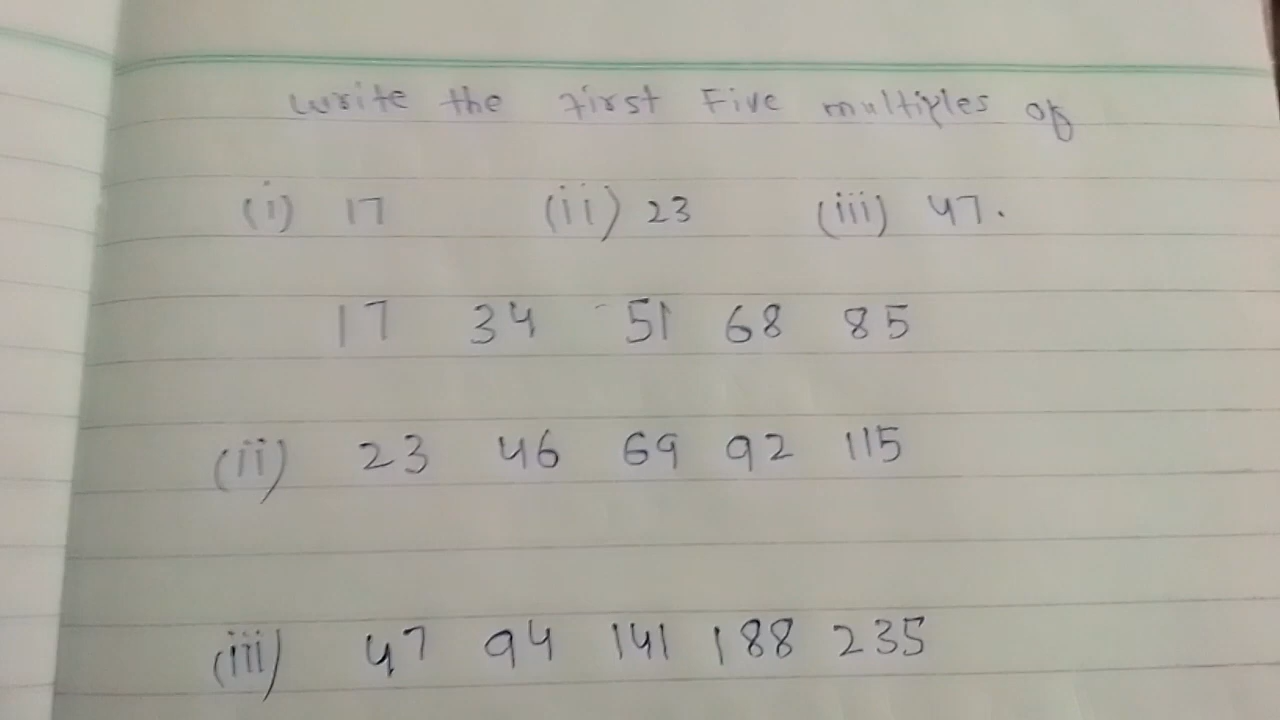 write the first Five multiples of
(i) 17 (ii) 23 (iii) 47.
17 34 51 68 85
(ii) 23 46 69 92 115
(iii) 47 94 141 188 235